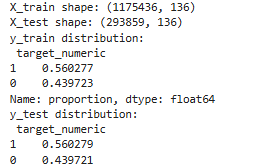 X_train shape: (1175436, 136)
X_test shape: (293859, 136)
y_train distribution:
 target_numeric
1    0.560277
0    0.439723
Name: proportion, dtype: float64
y_test distribution:
 target_numeric
1    0.560279
0    0.439721